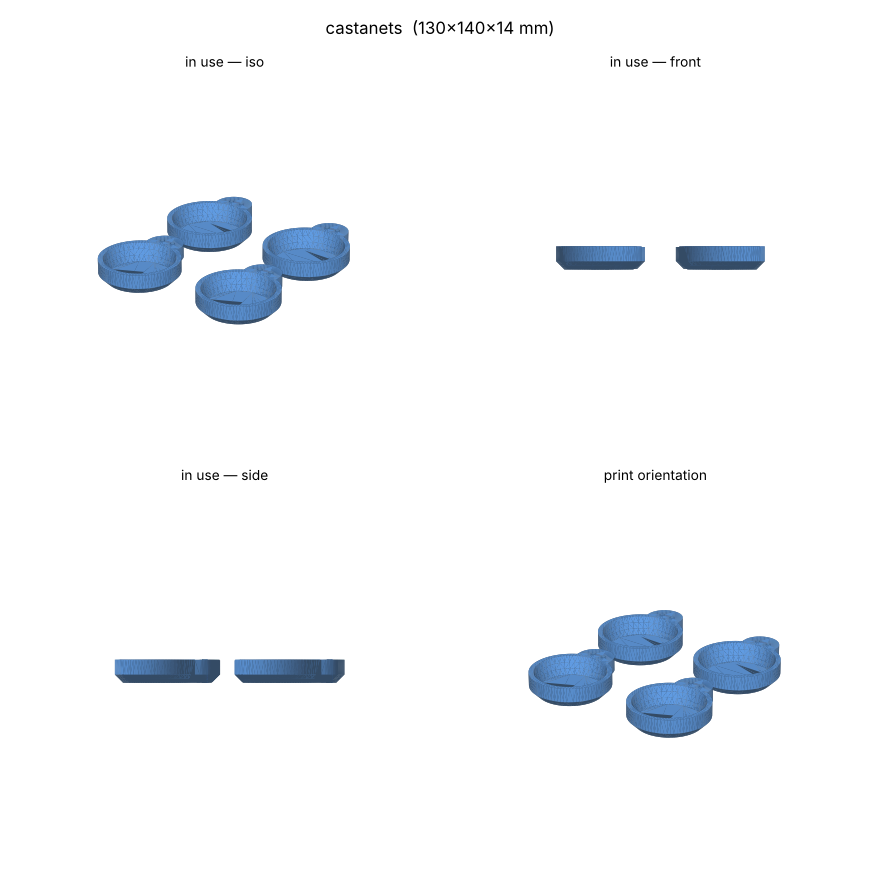 castanets (130×140×14 mm)
in use — iso
in use — front
in use — side
print orientation